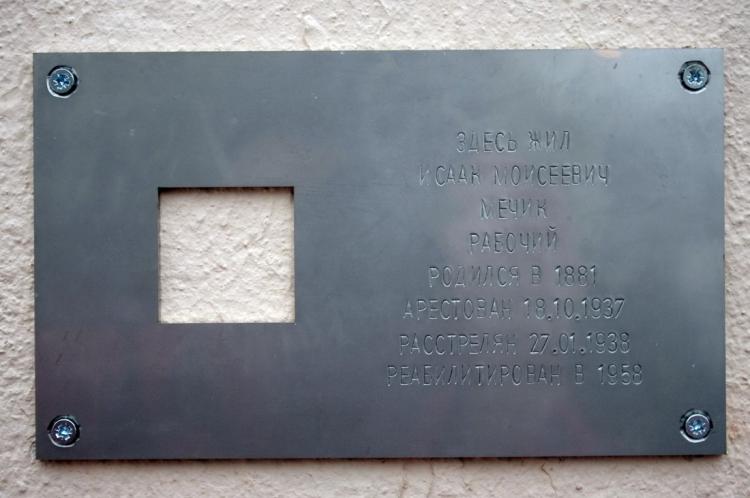 ЗДЕСЬ ЖИЛ
ИСААК МОИСЕЕВИЧ
МЕЧИК
РАБОЧИЙ
РОДИЛСЯ В 1881
АРЕСТОВАН 18.10.1937
РАССТРЕЛЯН 27.01.1938
РЕАБИЛИТИРОВАН В 1958